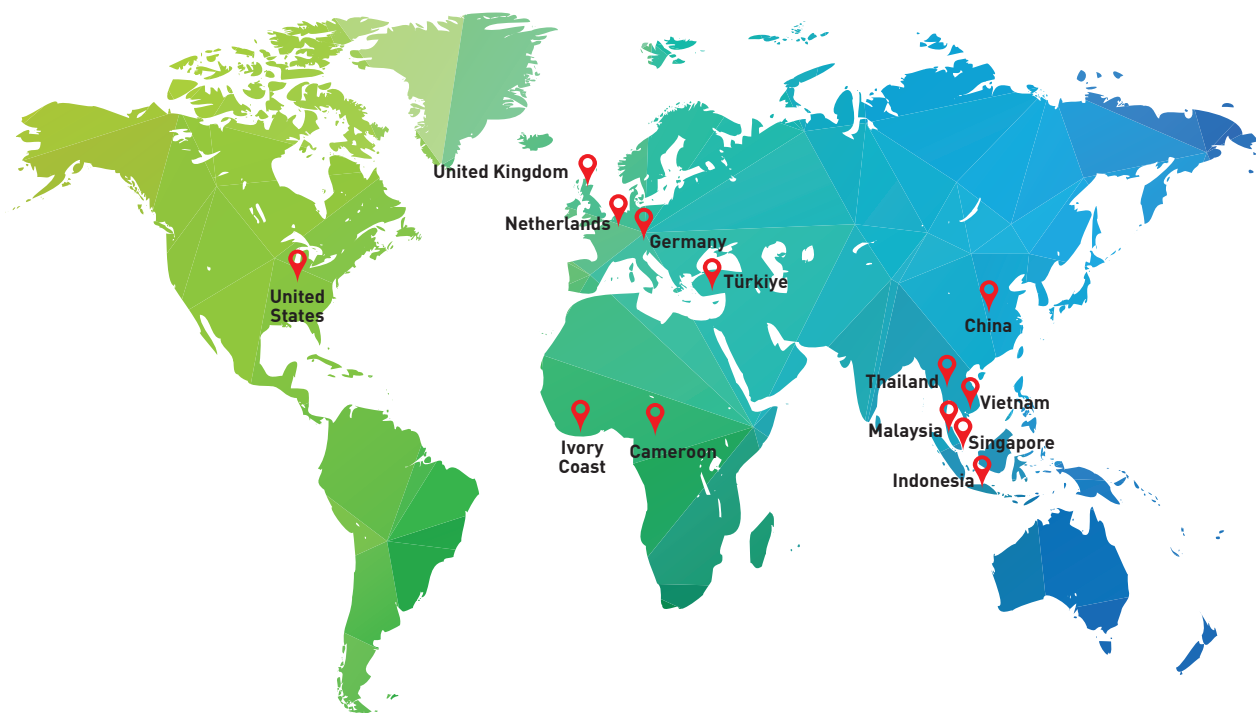 United Kingdom
Netherlands
Germany
Türkiye
United
States
China
Thailand
Vietnam
Malaysia
Singapore
Indonesia
Ivory
Coast
Cameroon